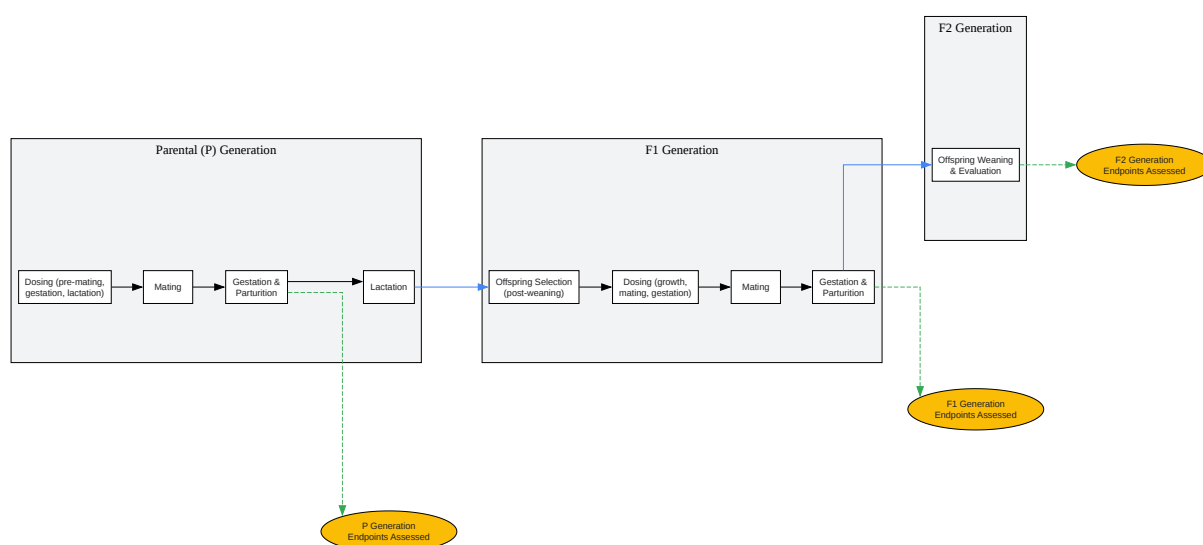 Parental (P) Generation
Dosing (pre-mating,
gestation, lactation)
Mating
Gestation &
Parturition
Lactation
P Generation
Endpoints Assessed
F1 Generation
Offspring Selection
(post-weaning)
Dosing (growth,
mating, gestation)
Mating
Gestation &
Parturition
F1 Generation
Endpoints Assessed
F2 Generation
Offspring Weaning
& Evaluation
F2 Generation
Endpoints Assessed